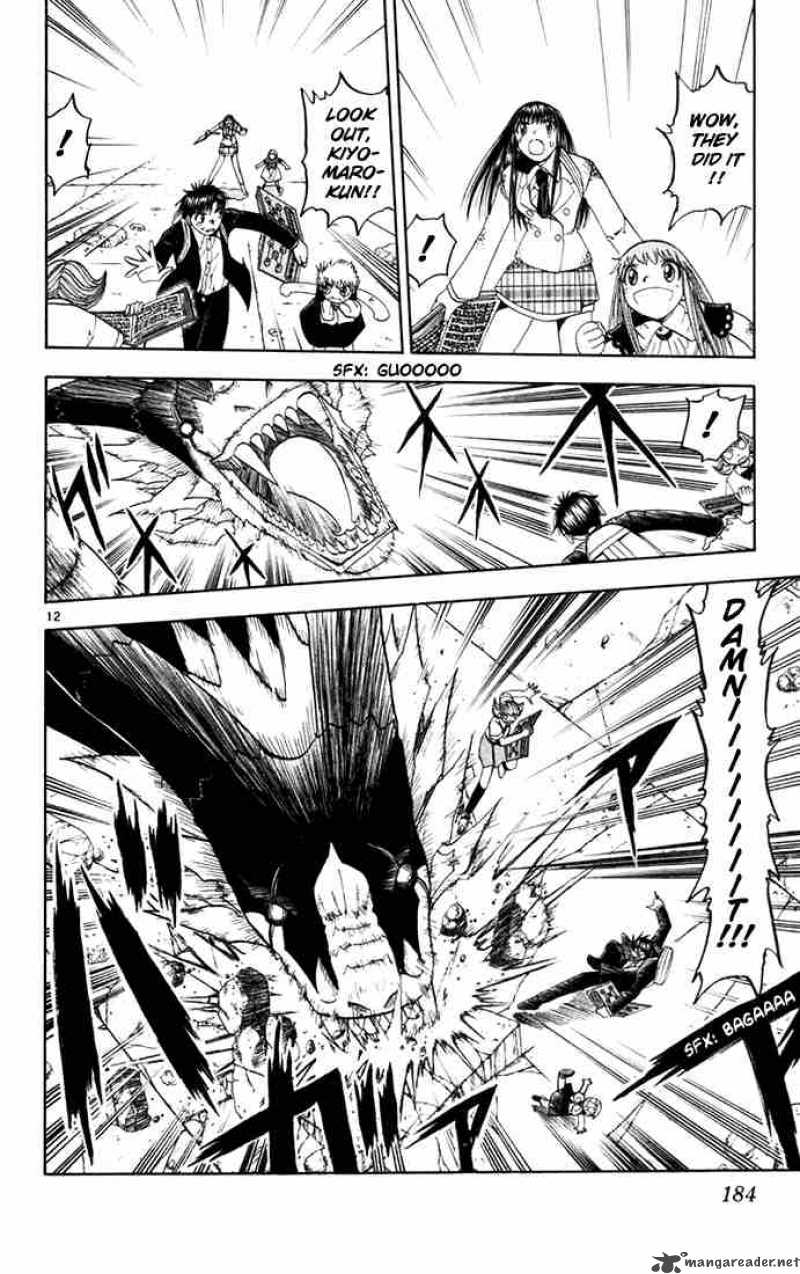 WOW,
THEY
DID IT
!!
!
LOOK
OUT,
KIYO-
MARO-
KUN!!
!
SFX: GUOOOOO
!
12
DAMNIIIIIIIIIT!!!
SFX: BAGAAAA
184
mangareader.net